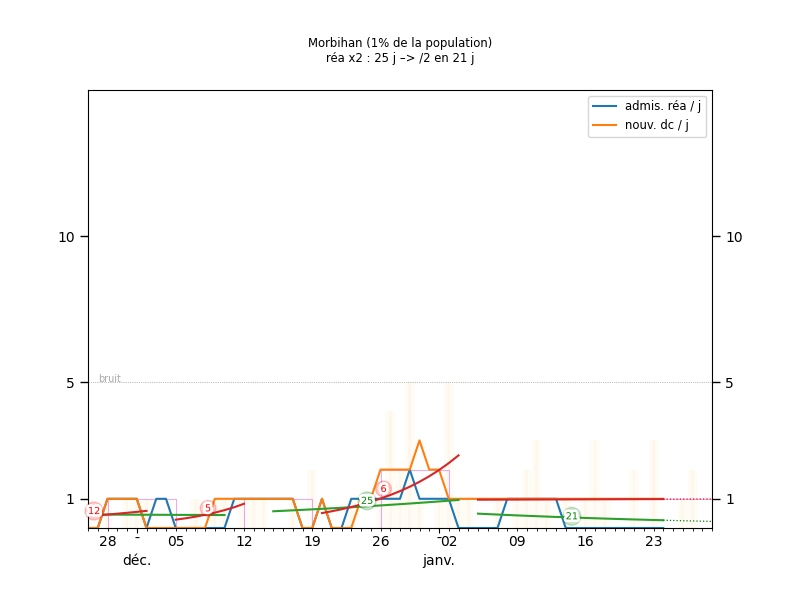 Morbihan (1% de la population)
réa x2 : 25 j –> /2 en 21 j
admis. réa / j
nouv. dc / j
10 10
bruit
5 5
6
25
5
12
21
1 1
28 - 05 12 19 26 02 09 16 23
déc. janv.